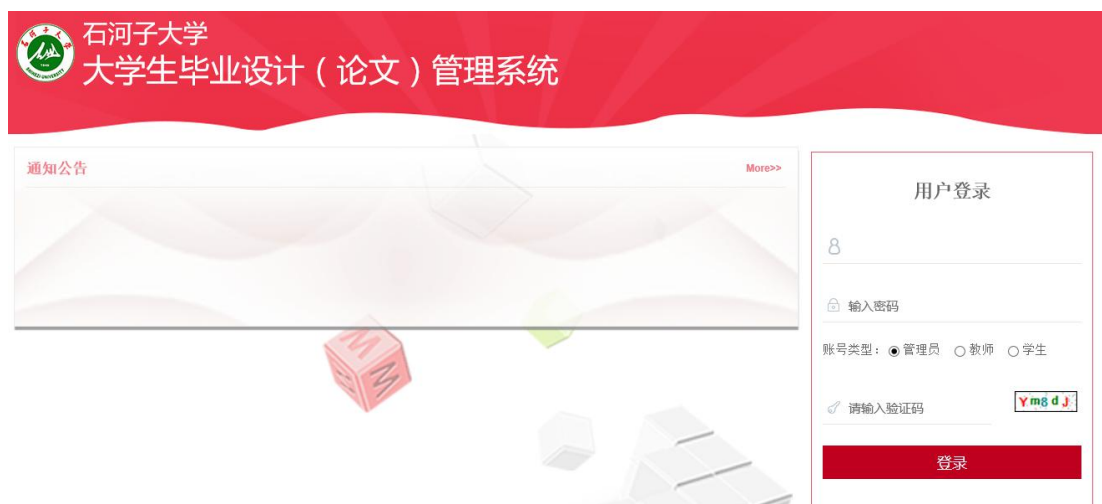 石河子大学
大学生毕业设计（论文）管理系统
通知公告
More>>
用户登录
输入密码
账号类型：管理员 教师 学生
请输入验证码
Ym8dJ
登录